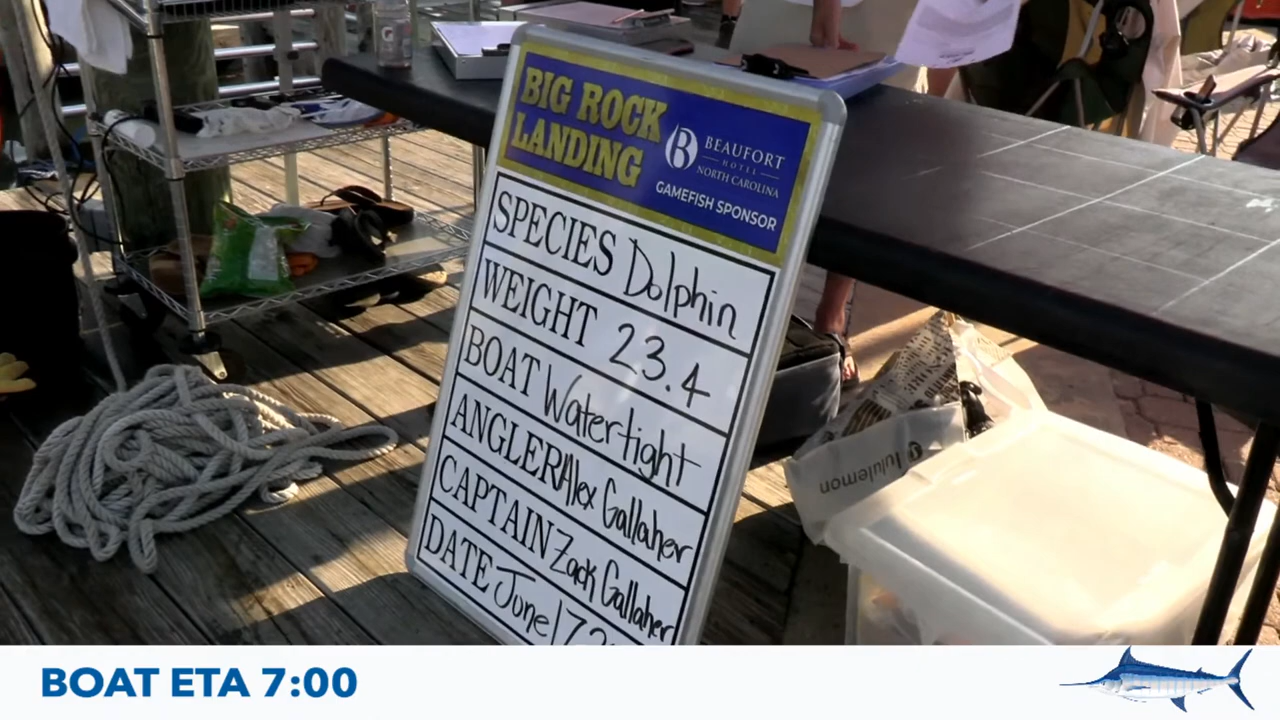 BIG ROCK
LANDING
B
BEAUFORT
HOTEL
NORTH CAROLINA
GAMEFISH SPONSOR
SPECIES Dolphin
WEIGHT 23.4
BOAT Watertight
ANGLER Alex Gallaher
CAPTAIN Zack Gallaher
DATE June 17
lululemon
G
BOAT ETA 7:00